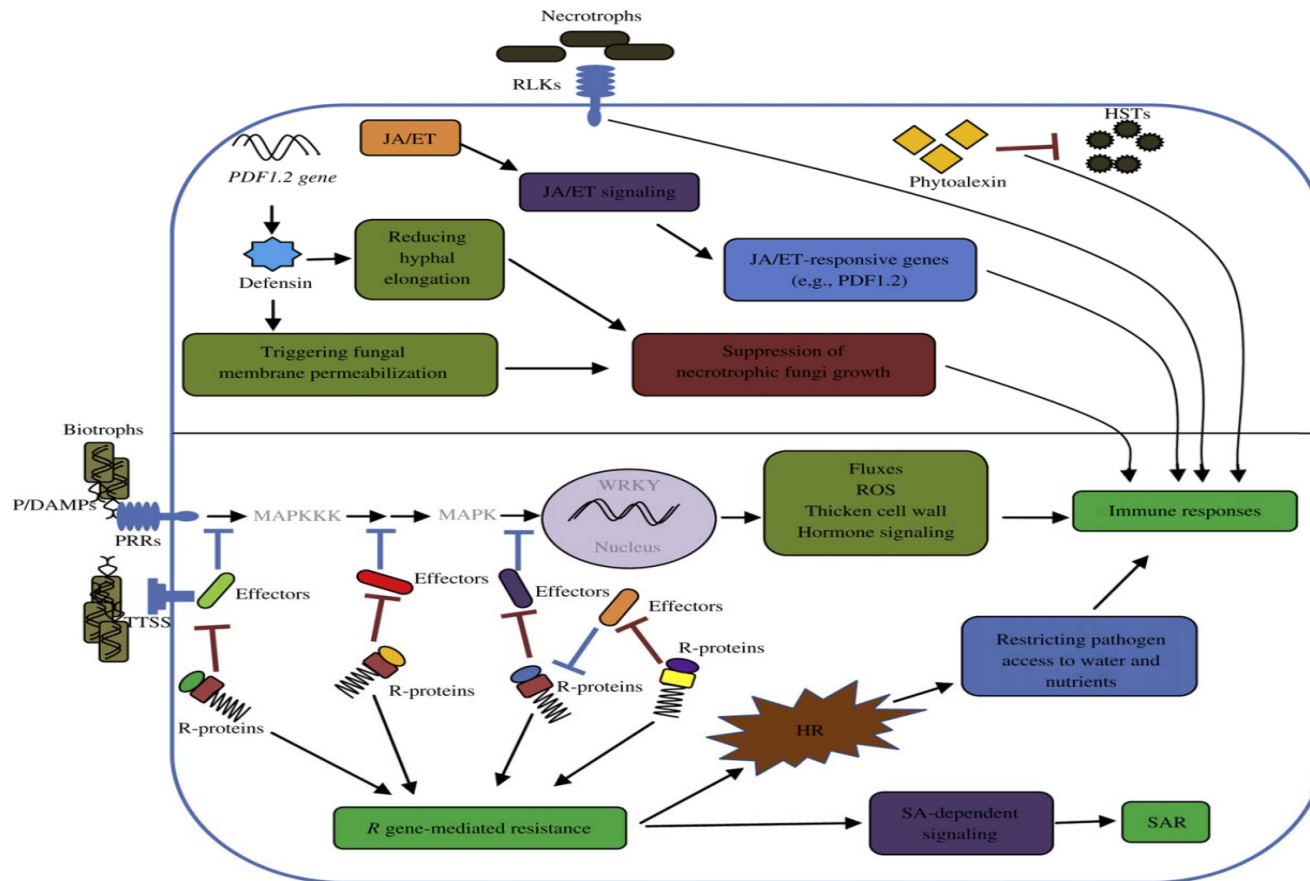 Necrotrophs
RLKs
HSTs
JA/ET
PDF1.2 gene
Phytoalexin
JA/ET signaling
Reducing
hyphal
elongation
Defensin
JA/ET-responsive genes
(e,g., PDF1.2)
Triggering fungal
membrane permeabilization
Suppression of
necrotrophic fungi growth
Biotrophs
P/DAMPs
PRRs
MAPKKK
MAPK
WRKY
Nucleus
Fluxes
ROS
Thicken cell wall
Hormone signaling
Immune responses
TTSS
Effectors
Effectors
Effectors
Effectors
R-proteins
R-proteins
R-proteins
R-proteins
Restricting pathogen
access to water and
nutrients
HR
R gene-mediated resistance
SA-dependent
signaling
SAR